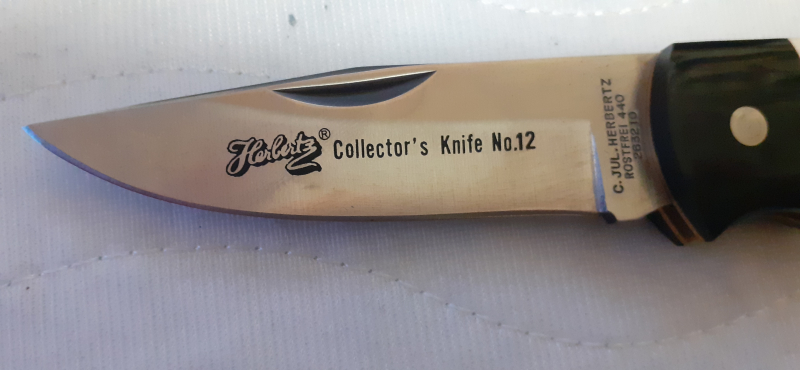 Herbertz® Collector's Knife No.12
C. JUL. HERBERTZ
ROSTFREI 440
263210